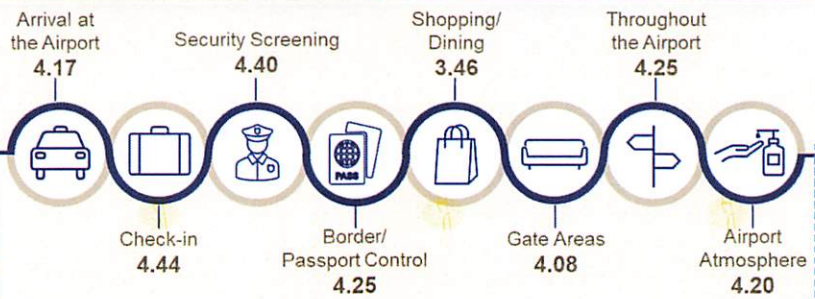 Arrival at
the Airport
4.17
Security Screening
4.40
Shopping/
Dining
3.46
Throughout
the Airport
4.25
PASS
Check-in
4.44
Border/
Passport Control
4.25
Gate Areas
4.08
Airport
Atmosphere
4.20